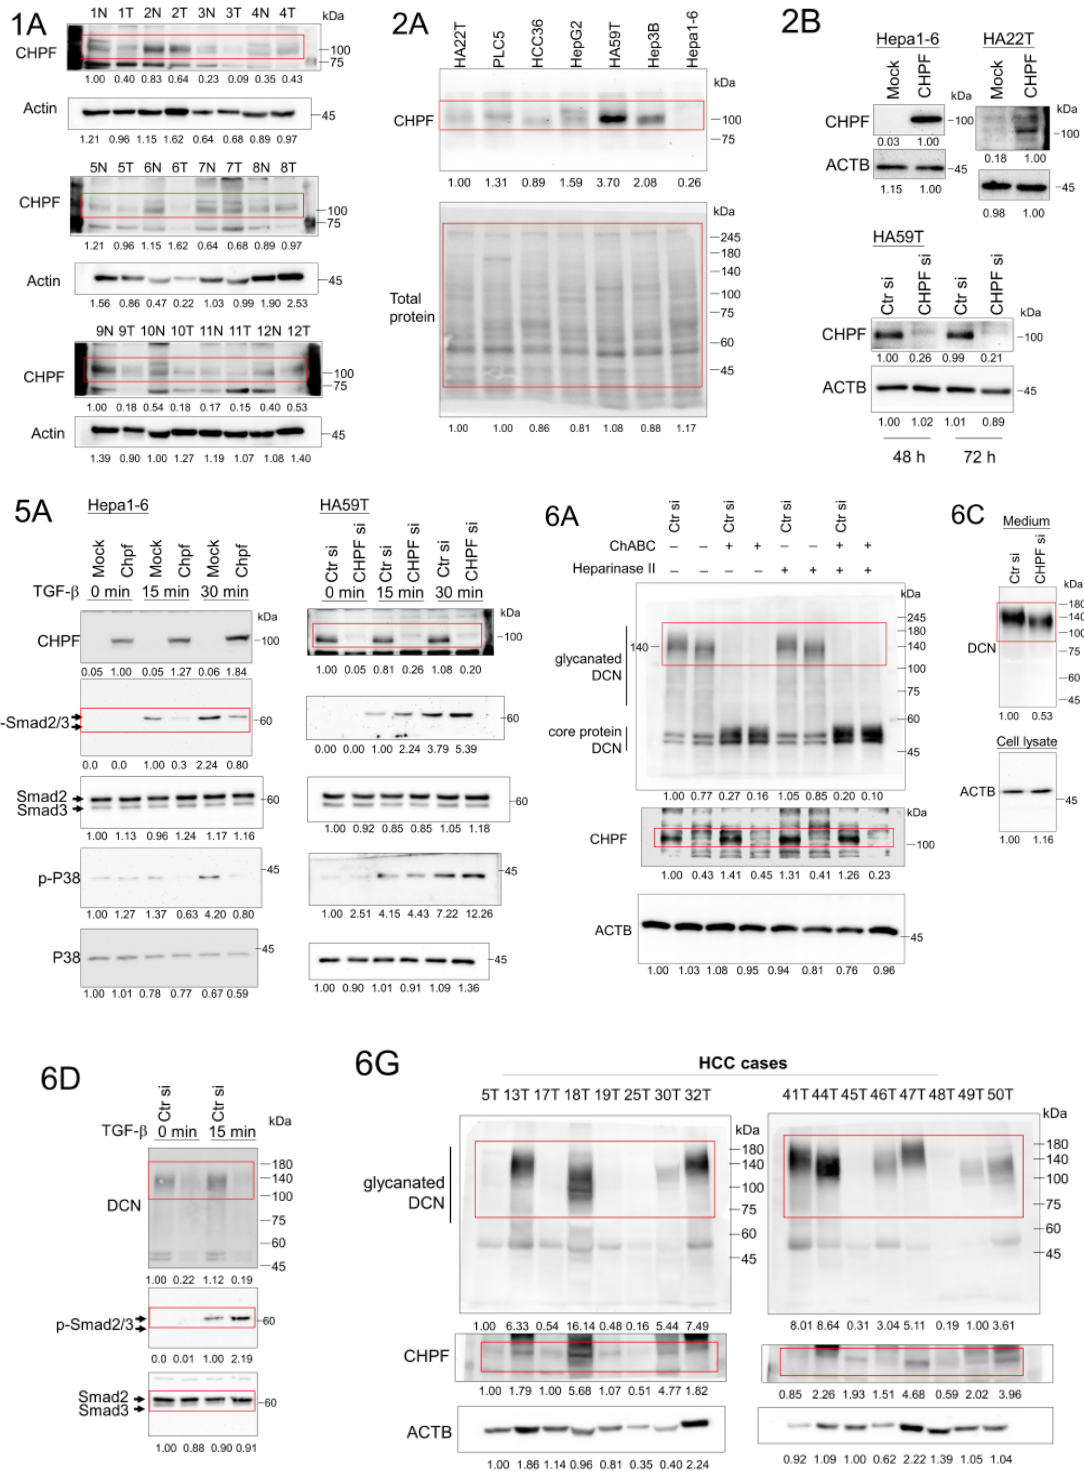 1A
1N 1T 2N 2T 3N 3T 4N 4T
kDa
CHPF
100
75
1.00 0.40 0.83 0.64 0.23 0.09 0.35 0.43
Actin
45
1.21 0.96 1.15 1.62 0.64 0.68 0.89 0.97
5N 5T 6N 6T 7N 7T 8N 8T
CHPF
100
75
1.21 0.96 1.15 1.62 0.64 0.68 0.89 0.97
Actin
45
1.56 0.86 0.47 0.22 1.03 0.99 1.90 2.53
9N 9T 10N 10T 11N 11T 12N 12T
CHPF
100
75
1.00 0.18 0.54 0.18 0.17 0.15 0.40 0.53
Actin
45
1.39 0.90 1.00 1.27 1.19 1.07 1.08 1.40
2A
HA22T PLC5 HCC36 HepG2 HA59T Hep3B Hepa1-6
kDa
CHPF
100
75
1.00 1.31 0.89 1.59 3.70 2.08 0.26
kDa
245
180
140
100
75
60
45
Total
protein
1.00 1.00 0.86 0.81 1.08 0.88 1.17
2B
Hepa1-6
Mock CHPF
kDa
CHPF
100
0.03 1.00
ACTB
45
1.15 1.00
HA22T
Mock CHPF
kDa
100
0.18 1.00
45
0.98 1.00
HA59T
Ctr si CHPF si Ctr si CHPF si
kDa
CHPF
100
1.00 0.26 0.99 0.21
ACTB
45
1.00 1.02 1.01 0.89
48 h 72 h
5A
Hepa1-6
Mock Chpf Mock Chpf Mock Chpf
TGF-β 0 min 15 min 30 min
kDa
CHPF
100
0.05 1.00 0.05 1.27 0.06 1.84
-Smad2/3
60
0.0 0.0 1.00 0.3 2.24 0.80
Smad2
Smad3
60
1.00 1.13 0.96 1.24 1.17 1.16
p-P38
45
1.00 1.27 1.37 0.63 4.20 0.80
P38
45
1.00 1.01 0.78 0.77 0.67 0.59
HA59T
Ctr si CHPF si Ctr si CHPF si Ctr si CHPF si
0 min 15 min 30 min
kDa
100
1.00 0.05 0.81 0.26 1.08 0.20
60
0.00 0.00 1.00 2.24 3.79 5.39
60
1.00 0.92 0.85 0.85 1.05 1.18
45
1.00 2.51 4.15 4.43 7.22 12.26
45
1.00 0.90 1.01 0.91 1.09 1.36
6A
Ctr si Ctr si Ctr si Ctr si
ChABC – – + + – – + +
Heparinase II – – – – + + + +
kDa
245
180
140
100
75
60
45
140
glycanated
DCN
core protein
DCN
1.00 0.77 0.27 0.16 1.05 0.85 0.20 0.10
kDa
CHPF
100
1.00 0.43 1.41 0.45 1.31 0.41 1.26 0.23
ACTB
45
1.00 1.03 1.08 0.95 0.94 0.81 0.76 0.96
6C
Medium
Ctr si CHPF si
kDa
180
140
100
75
60
45
DCN
1.00 0.53
Cell lysate
ACTB
45
1.00 1.16
6D
Ctr si Ctr si
TGF-β 0 min 15 min
kDa
180
140
100
75
60
45
DCN
1.00 0.22 1.12 0.19
p-Smad2/3
60
0.0 0.01 1.00 2.19
Smad2
Smad3
60
1.00 0.88 0.90 0.91
6G
HCC cases
5T 13T 17T 18T 19T 25T 30T 32T
kDa
180
140
100
75
60
45
glycanated
DCN
1.00 6.33 0.54 16.14 0.48 0.16 5.44 7.49
CHPF
1.00 1.79 1.00 5.68 1.07 0.51 4.77 1.82
ACTB
1.00 1.86 1.14 0.96 0.81 0.35 0.40 2.24
41T 44T 45T 46T 47T 48T 49T 50T
kDa
180
140
100
75
60
45
8.01 8.64 0.31 3.04 5.11 0.19 1.00 3.61
0.85 2.26 1.93 1.51 4.68 0.59 2.02 3.96
0.92 1.09 1.00 0.62 2.22 1.39 1.05 1.04